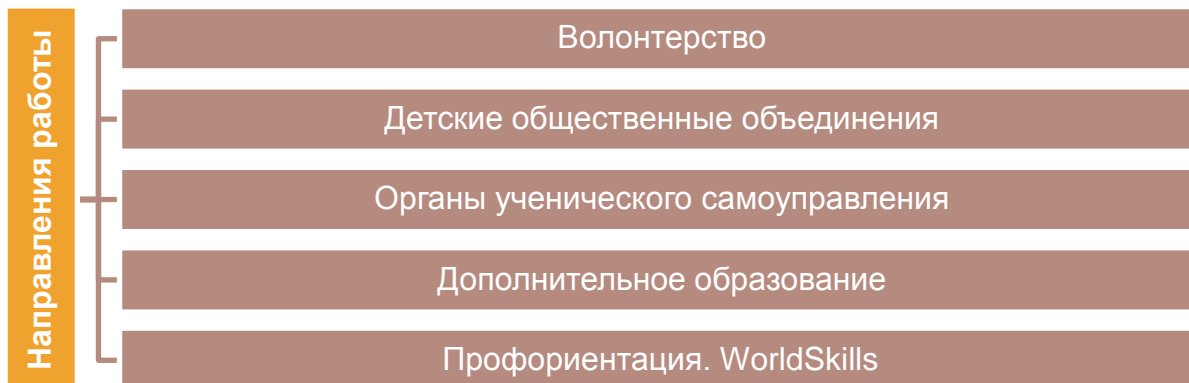 Направления работы
Волонтерство
Детские общественные объединения
Органы ученического самоуправления
Дополнительное образование
Профориентация. WorldSkills